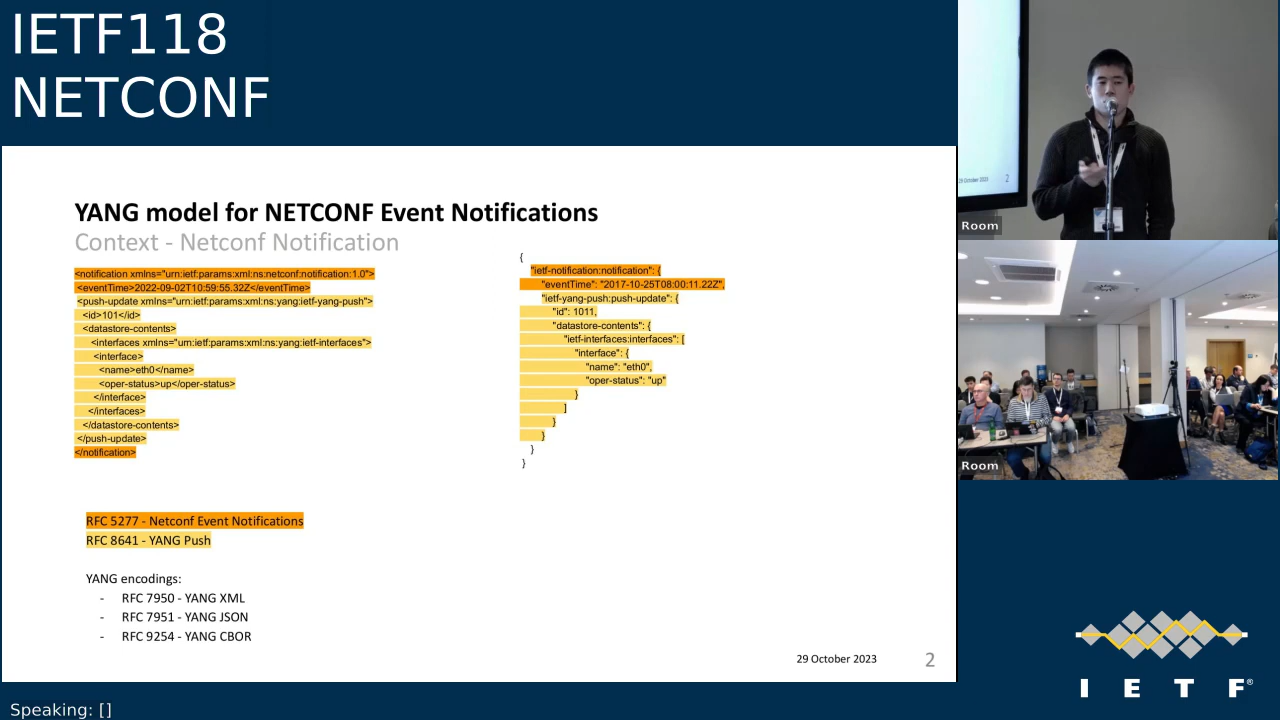 IETF118
NETCONF
YANG model for NETCONF Event Notifications
Context - Netconf Notification
<notification xmlns="urn:ietf:params:xml:ns:netconf:notification:1.0">
<eventTime>2022-09-02T10:59:55.32Z</eventTime>
<push-update xmlns="urn:ietf:params:xml:ns:yang:ietf-yang-push">
<id>101</id>
<datastore-contents>
<interfaces xmlns="urn:ietf:params:xml:ns:yang:ietf-interfaces">
<interface>
<name>eth0</name>
<oper-status>up</oper-status>
</interface>
</interfaces>
</datastore-contents>
</push-update>
</notification>
{
"ietf-notification:notification": {
"eventTime": "2017-10-25T08:00:11.22Z",
"ietf-yang-push:push-update": {
"id": 1011,
"datastore-contents": {
"ietf-interfaces:interfaces": [
"interface": {
"name": "eth0",
"oper-status": "up"
}
]
}
}
}
}
RFC 5277 - Netconf Event Notifications
RFC 8641 - YANG Push
YANG encodings:
- RFC 7950 - YANG XML
- RFC 7951 - YANG JSON
- RFC 9254 - YANG CBOR
29 October 2023
2
29 October 2023 2
Room
Room
I E T F®
Speaking: []